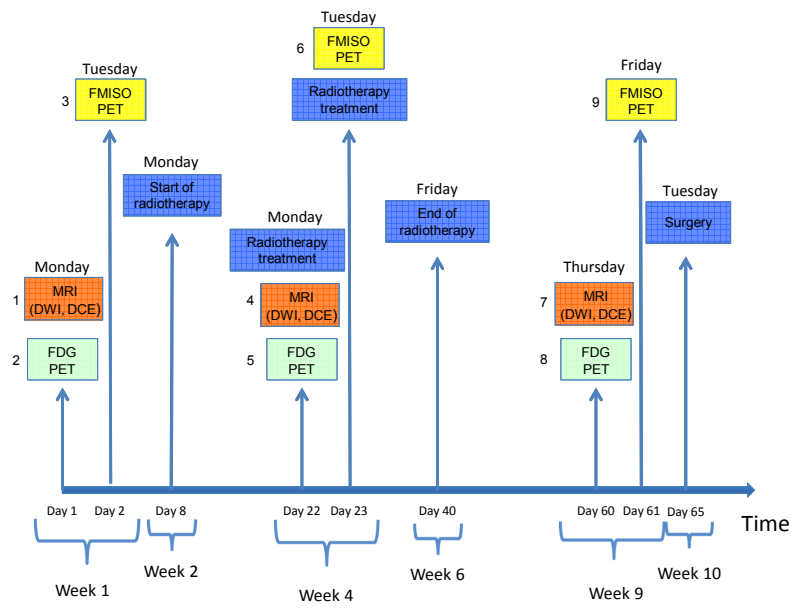 Tuesday
6
FMISO
PET
Radiotherapy
treatment
Tuesday
3
FMISO
PET
Friday
9
FMISO
PET
Monday
Start of
radiotherapy
Friday
End of
radiotherapy
Tuesday
Surgery
Monday
Radiotherapy
treatment
Monday
1
MRI
(DWI, DCE)
2
FDG
PET
4
MRI
(DWI, DCE)
5
FDG
PET
Thursday
7
MRI
(DWI, DCE)
8
FDG
PET
Day 1
Day 2
Day 8
Day 22
Day 23
Day 40
Day 60
Day 61
Day 65
Time
Week 1
Week 2
Week 4
Week 6
Week 9
Week 10